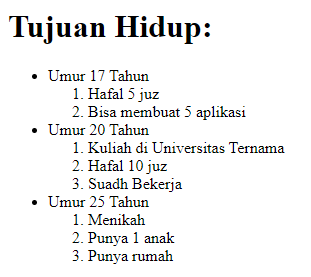 Tujuan Hidup:
• Umur 17 Tahun
1. Hafal 5 juz
2. Bisa membuat 5 aplikasi
• Umur 20 Tahun
1. Kuliah di Universitas Ternama
2. Hafal 10 juz
3. Suadh Bekerja
• Umur 25 Tahun
1. Menikah
2. Punya 1 anak
3. Punya rumah